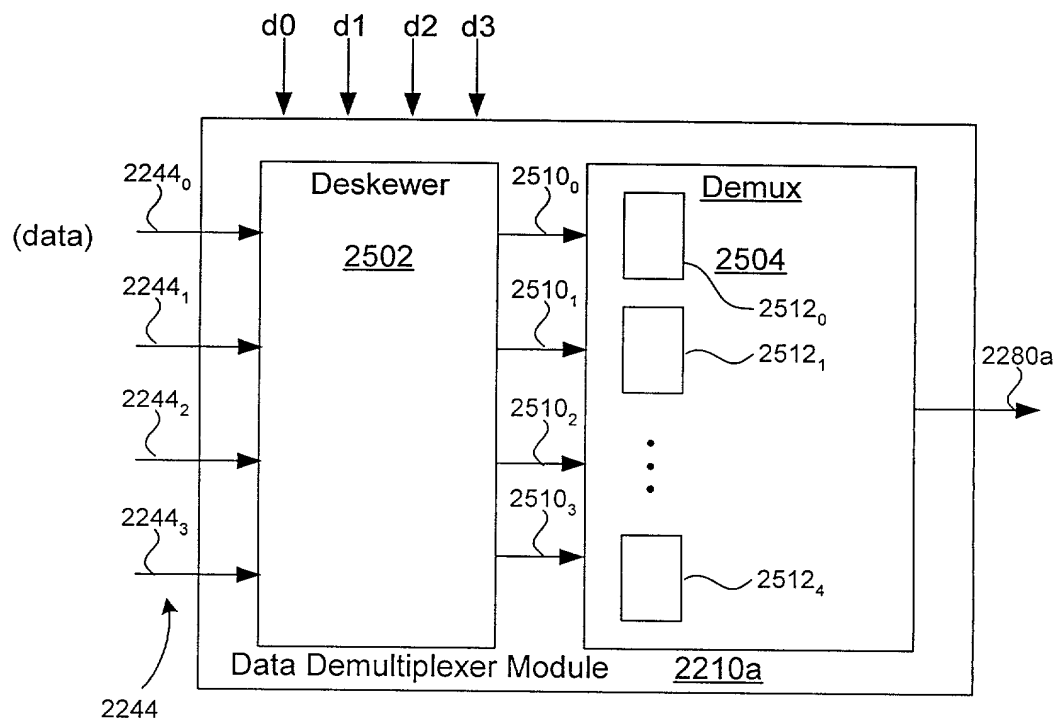 d0 d1 d2 d3
2244₀
Deskewer
2510₀
Demux
(data)
2502
2504
2244₁
2510₁
2512₀
2512₁
2280a
2244₂
2510₂
2244₃
2510₃
2512₄
Data Demultiplexer Module 2210a
2244